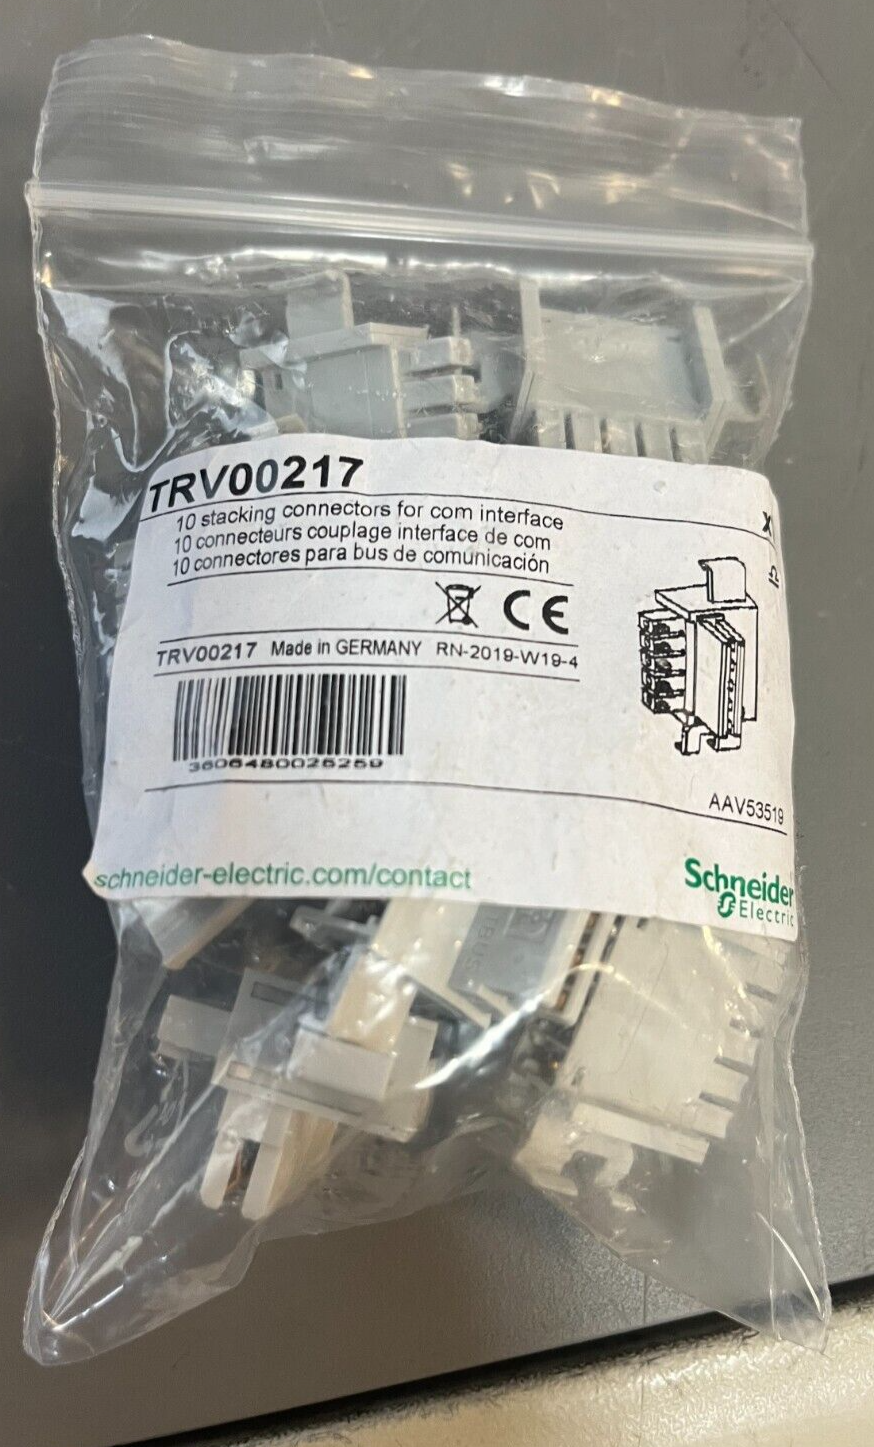 TRV00217
10 stacking connectors for com interface
10 connecteurs couplage interface de com
10 connectores para bus de comunicación
CE
TRV00217 Made in GERMANY RN-2019-W19-4
3606480025259
AAV53519
schneider-electric.com/contact
Schneider
Electric
BUS